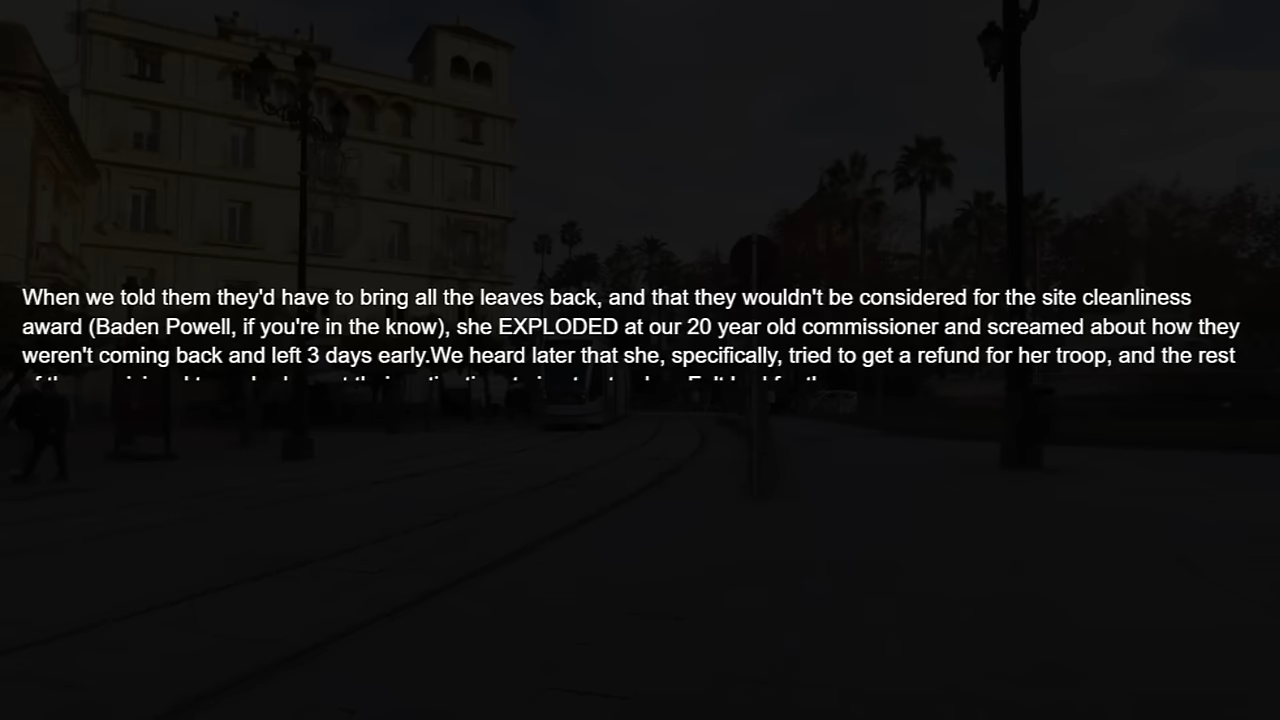 When we told them they'd have to bring all the leaves back, and that they wouldn't be considered for the site cleanliness
award (Baden Powell, if you're in the know), she EXPLODED at our 20 year old commissioner and screamed about how they
weren't coming back and left 3 days early.We heard later that she, specifically, tried to get a refund for her troop, and the rest